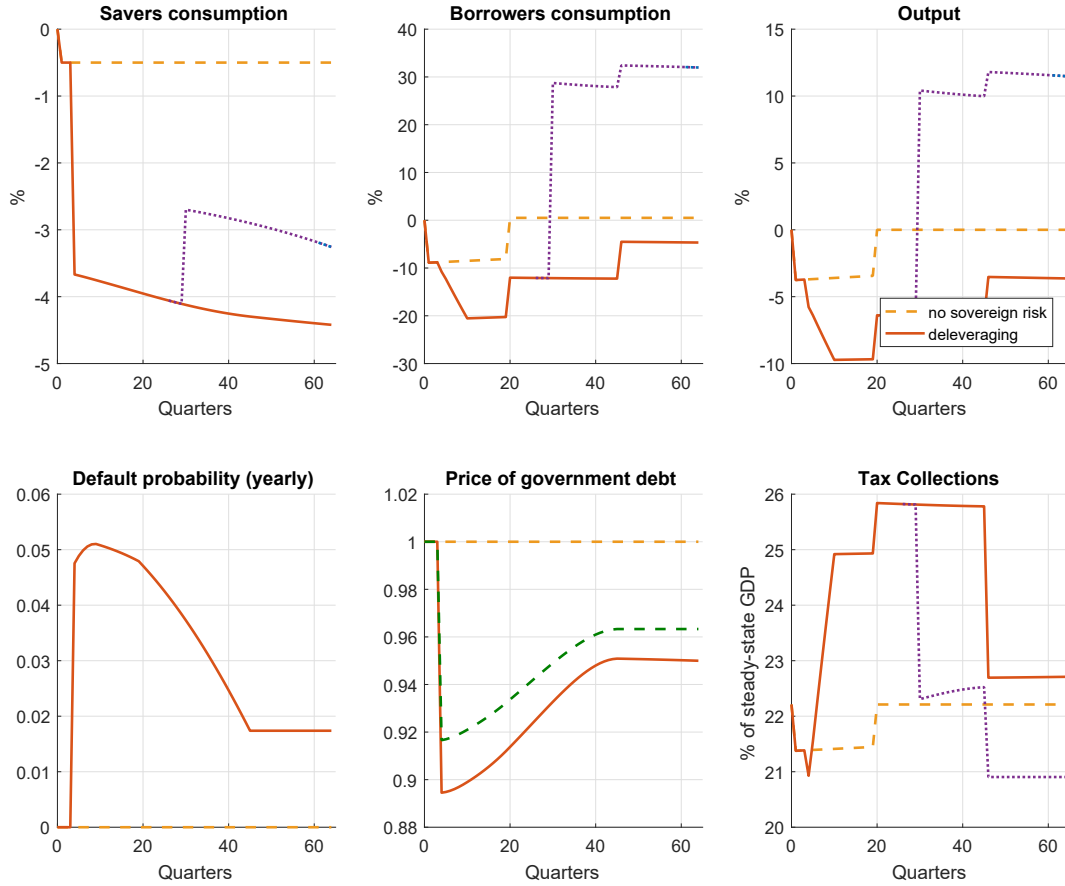 Savers consumption
0
-1
-2
-3
-4
-5
%
0 20 40 60
Quarters
Borrowers consumption
40
30
20
10
0
-10
-20
-30
%
0 20 40 60
Quarters
Output
15
10
5
0
-5
-10
%
no sovereign risk
deleveraging
0 20 40 60
Quarters
Default probability (yearly)
0.06
0.05
0.04
0.03
0.02
0.01
0
0 20 40 60
Quarters
Price of government debt
1.02
1
0.98
0.96
0.94
0.92
0.9
0.88
0 20 40 60
Quarters
Tax Collections
26
25
24
23
22
21
20
% of steady-state GDP
0 20 40 60
Quarters